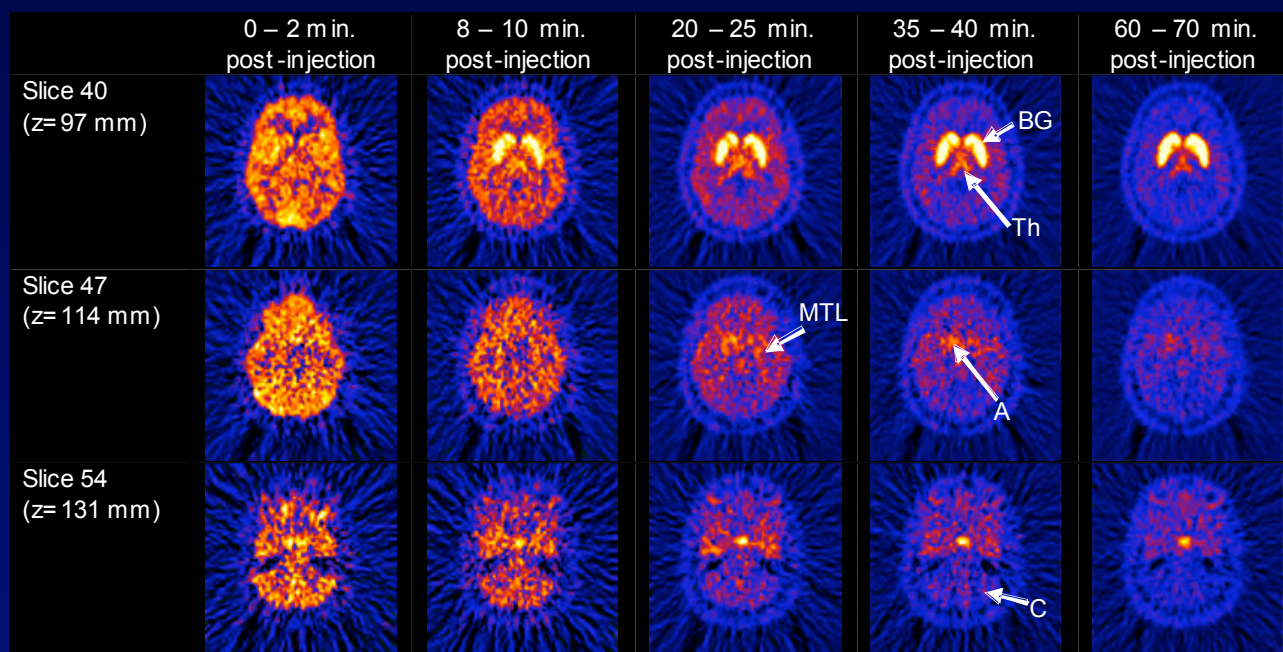 0 – 2 min.
post-injection
8 – 10 min.
post-injection
20 – 25 min.
post-injection
35 – 40 min.
post-injection
60 – 70 min.
post-injection
Slice 40
(z=97 mm)
BG
Th
Slice 47
(z=114 mm)
MTL
A
Slice 54
(z=131 mm)
C